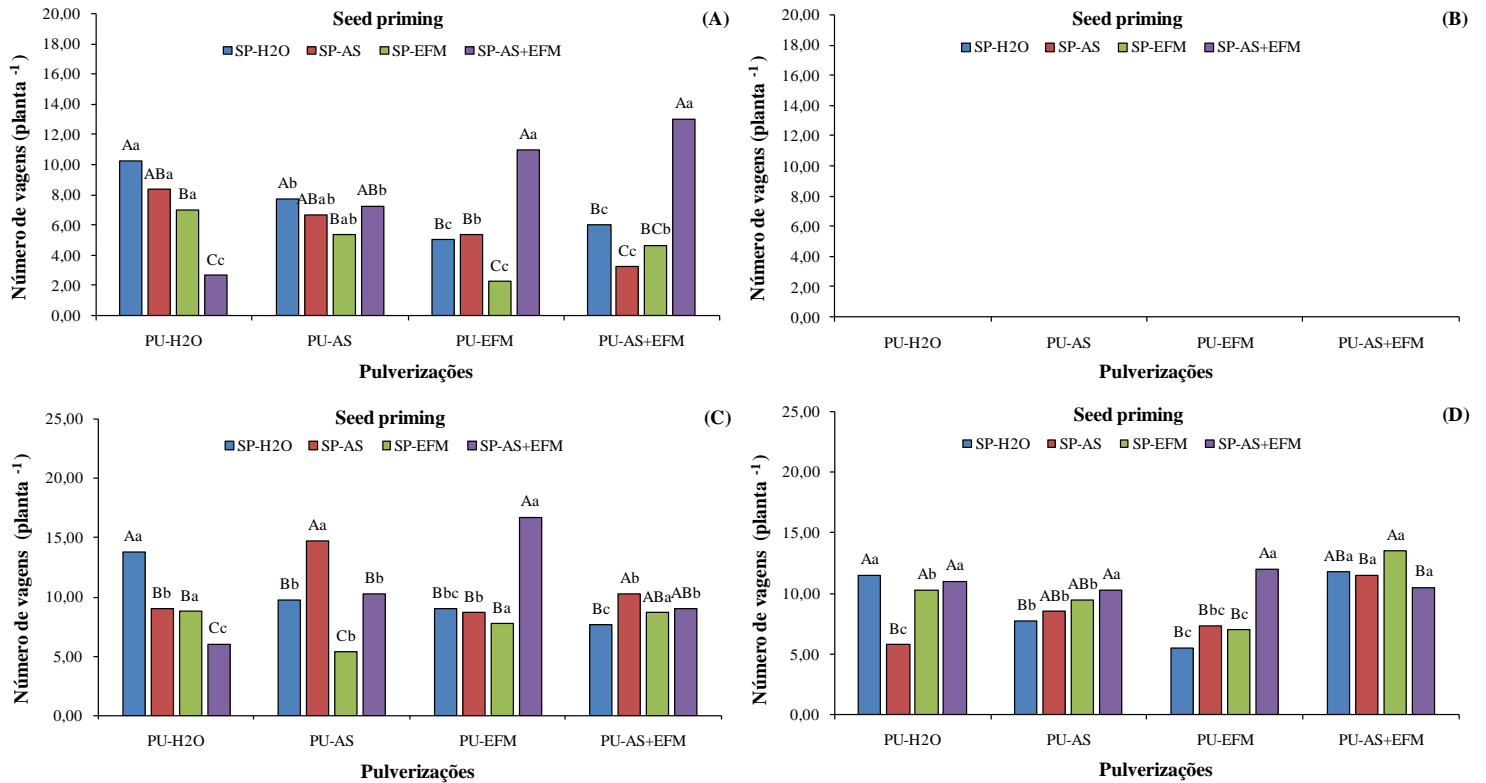 Seed priming (A)
SP-H2O SP-AS SP-EFM SP-AS+EFM
Número de vagens (planta -1)
20,00
18,00
16,00
14,00
12,00
10,00
8,00
6,00
4,00
2,00
0,00
Aa ABa Ba Cc
Ab ABab Bab ABb
Bc Bb Cc Aa
Bc Cc BCb Aa
PU-H2O PU-AS PU-EFM PU-AS+EFM
Pulverizações
Seed priming (B)
SP-H2O SP-AS SP-EFM SP-AS+EFM
Número de vagens (planta -1)
20,00
18,00
16,00
14,00
12,00
10,00
8,00
6,00
4,00
2,00
0,00
PU-H2O PU-AS PU-EFM PU-AS+EFM
Pulverizações
Seed priming (C)
SP-H2O SP-AS SP-EFM SP-AS+EFM
Número de vagens (planta -1)
25,00
20,00
15,00
10,00
5,00
0,00
Aa Bb Ba Cc
Bb Aa Cb Bb
Bbc Bb Ba Aa
Bc Ab ABa ABb
PU-H2O PU-AS PU-EFM PU-AS+EFM
Pulverizações
Seed priming (D)
SP-H2O SP-AS SP-EFM SP-AS+EFM
Número de vagens (planta -1)
25,00
20,00
15,00
10,00
5,00
0,00
Aa Bc Ab Aa
Bb ABb ABb Aa
Bc Bbc Bc Aa
ABa Ba Aa Ba
PU-H2O PU-AS PU-EFM PU-AS+EFM
Pulverizações